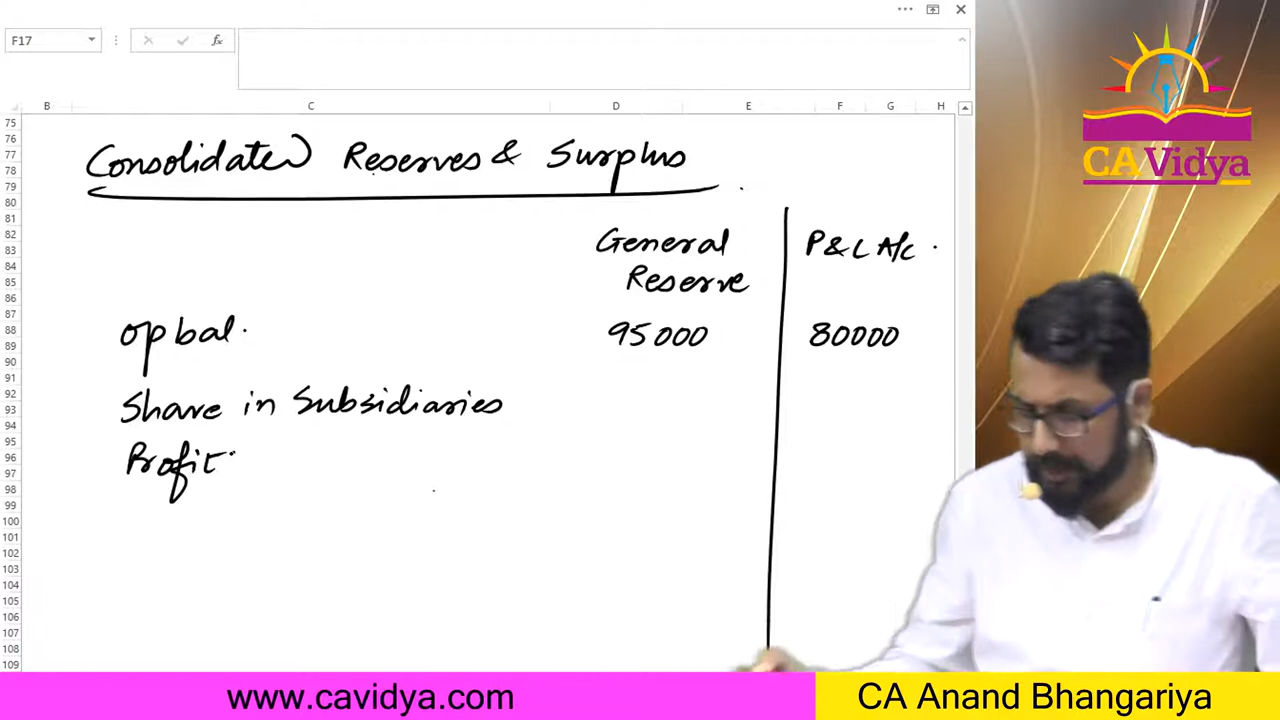 F17
fx
B C D E F G H
75
76
77
78
79
80
81
82
83
84
85
86
87
88
89
90
91
92
93
94
95
96
97
98
99
100
101
102
103
104
105
106
107
108
109
Consolidated Reserves & Surplus
General Reserve
P & L A/c
op bal. 95000 80000
Share in Subsidiaries
Profit
CA Vidya
www.cavidya.com
CA Anand Bhangariya